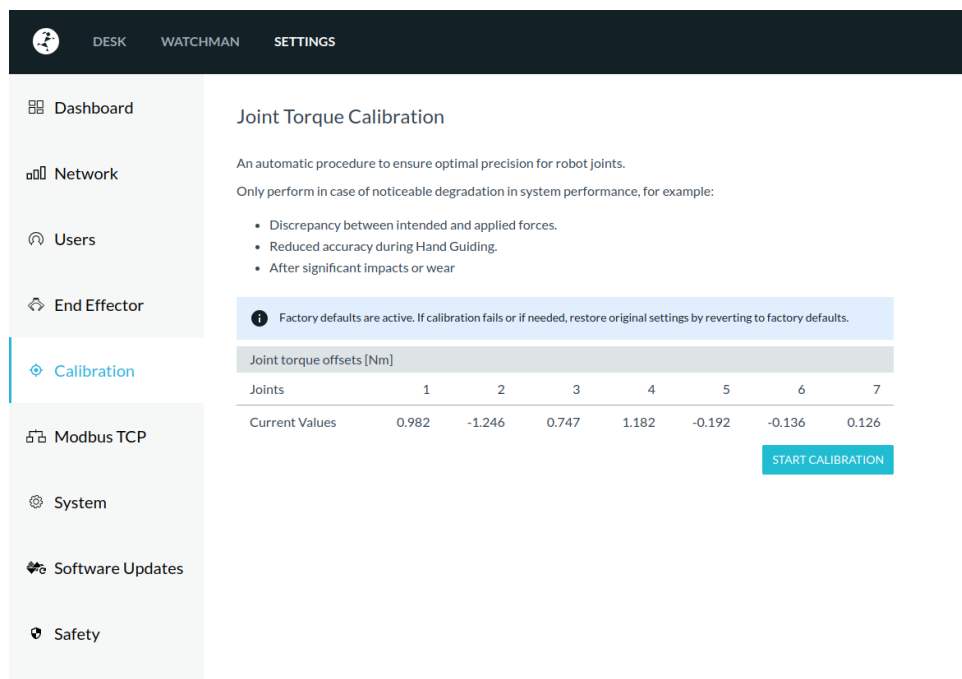 DESK WATCHMAN SETTINGS
Dashboard
Network
Users
End Effector
Calibration
Modbus TCP
System
Software Updates
Safety
Joint Torque Calibration
An automatic procedure to ensure optimal precision for robot joints.
Only perform in case of noticeable degradation in system performance, for example:
• Discrepancy between intended and applied forces.
• Reduced accuracy during Hand Guiding.
• After significant impacts or wear
Factory defaults are active. If calibration fails or if needed, restore original settings by reverting to factory defaults.
Joint torque offsets [Nm]
Joints 1 2 3 4 5 6 7
Current Values 0.982 -1.246 0.747 1.182 -0.192 -0.136 0.126
START CALIBRATION